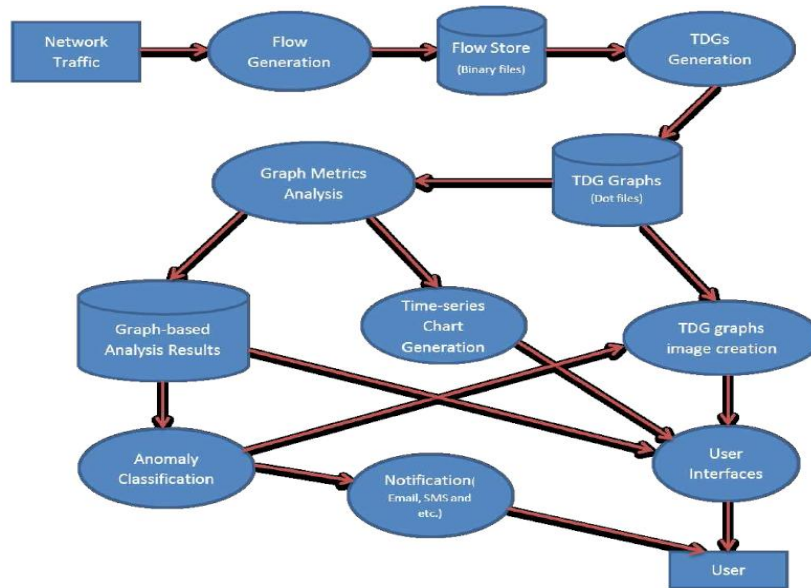 Network
Traffic
Flow
Generation
Flow Store
(Binary files)
TDGs
Generation
Graph Metrics
Analysis
TDG Graphs
(Dot files)
Graph-based
Analysis Results
Time-series
Chart
Generation
TDG graphs
image creation
Anomaly
Classification
Notification(
Email, SMS and
etc.)
User
Interfaces
User